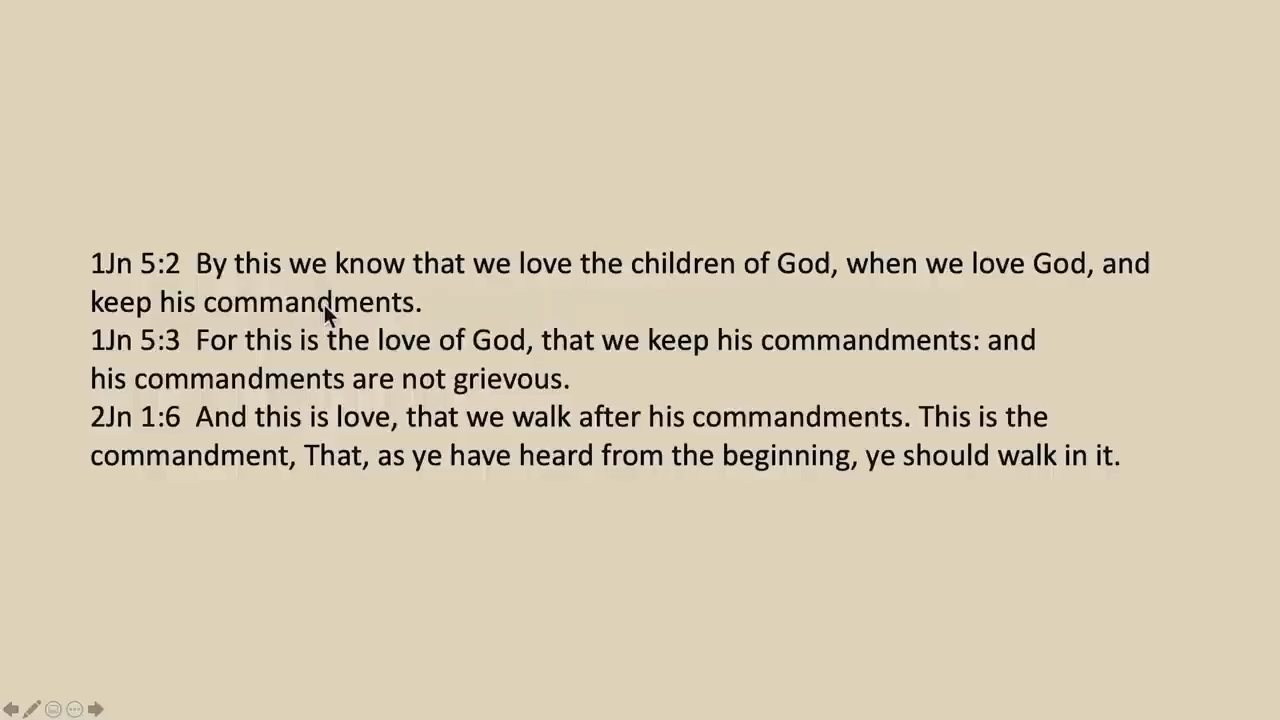 1Jn 5:2  By this we know that we love the children of God, when we love God, and
keep his commandments.
1Jn 5:3  For this is the love of God, that we keep his commandments: and
his commandments are not grievous.
2Jn 1:6  And this is love, that we walk after his commandments. This is the
commandment, That, as ye have heard from the beginning, ye should walk in it.